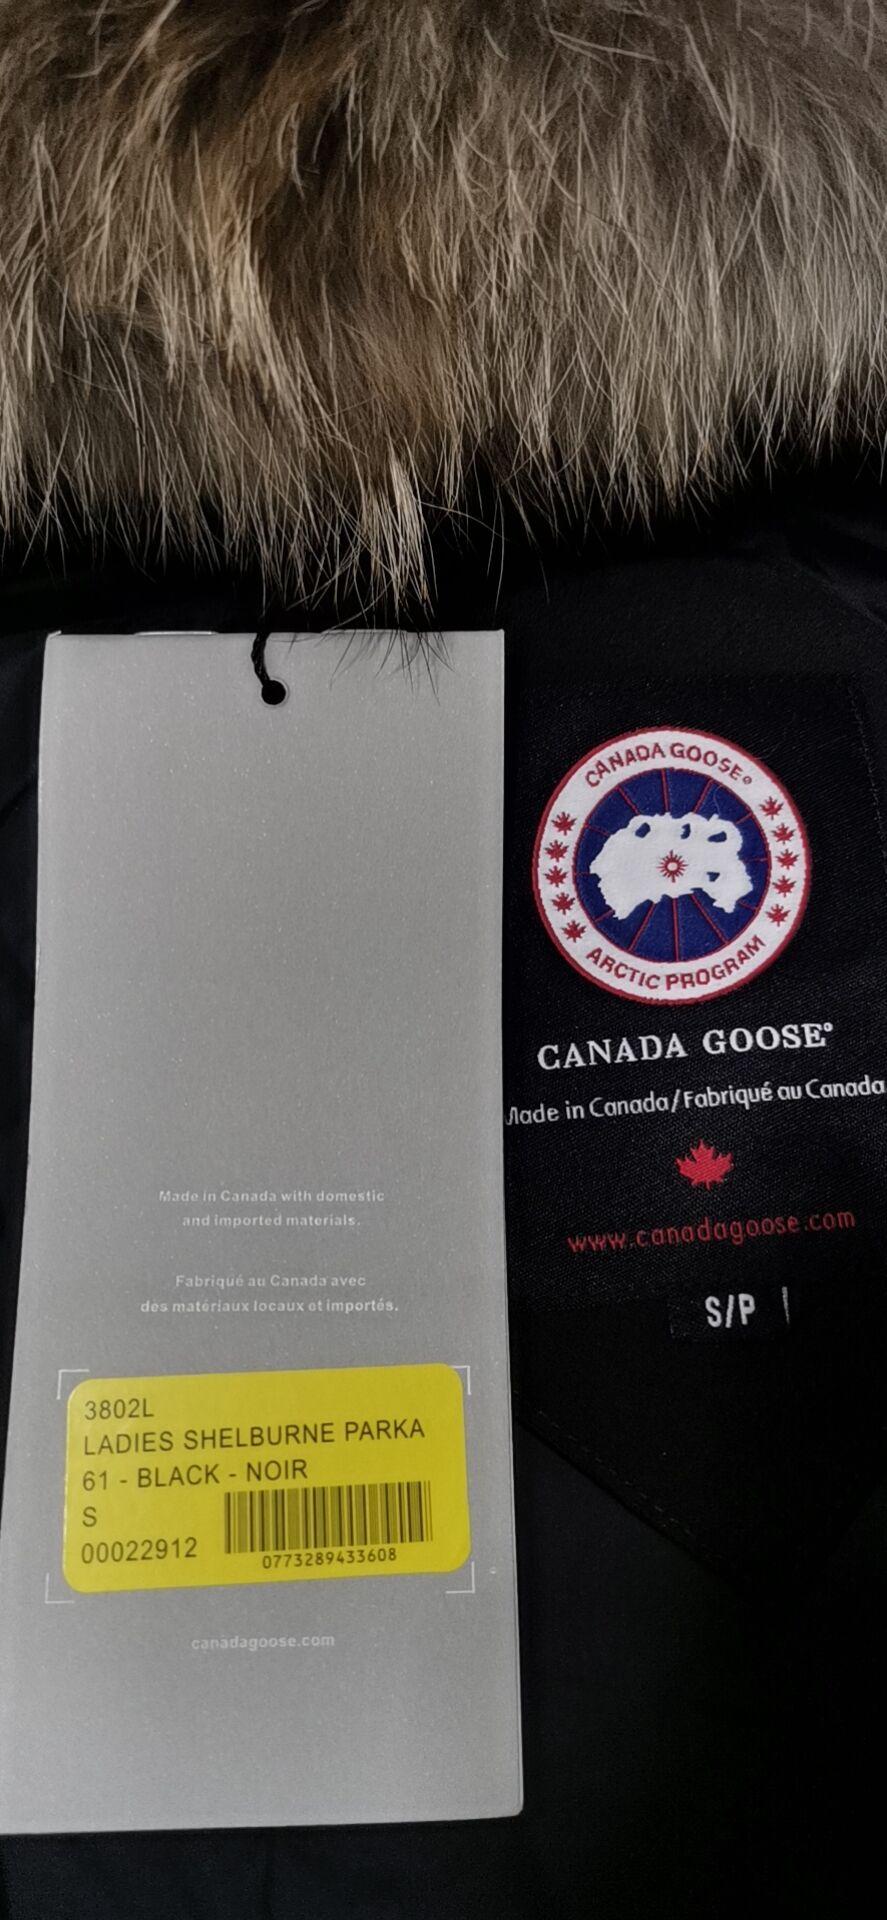 CANADA GOOSE®
ARCTIC PROGRAM
CANADA GOOSE®
Made in Canada/Fabriqué au Canada
www.canadagoose.com
S/P
Made in Canada with domestic
and imported materials.
Fabriqué au Canada avec
des matériaux locaux et importés.
3802L
LADIES SHELBURNE PARKA
61 - BLACK - NOIR
S
00022912
0773289433608
canadagoose.com